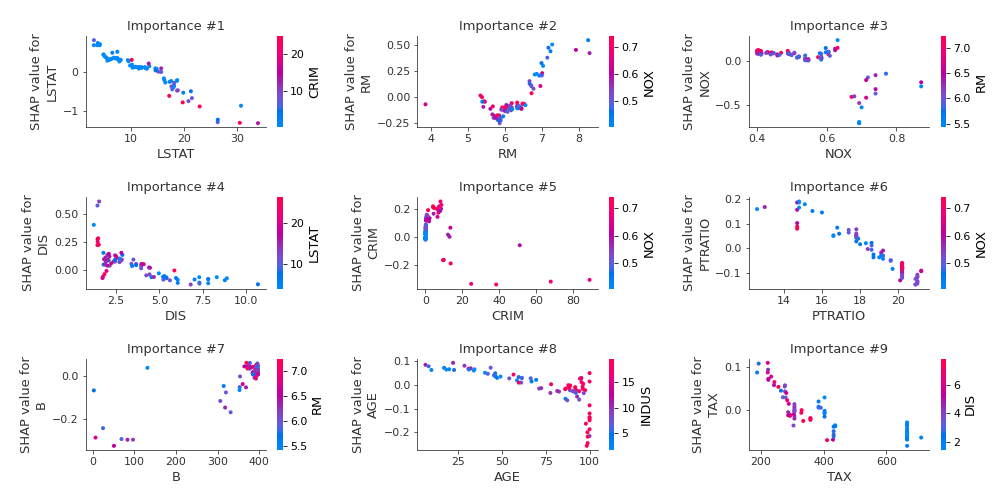 Importance #1
SHAP value for
LSTAT
0
−1
10
20
30
LSTAT
20
10
CRIM
Importance #2
SHAP value for
RM
0.50
0.25
0.00
−0.25
4
5
6
7
8
RM
0.7
0.6
0.5
NOX
Importance #3
SHAP value for
NOX
0.0
−0.5
0.4
0.6
0.8
NOX
7.0
6.5
6.0
5.5
RM
Importance #4
SHAP value for
DIS
0.50
0.25
0.00
2.5
5.0
7.5
10.0
DIS
20
10
LSTAT
Importance #5
SHAP value for
CRIM
0.2
0.0
−0.2
0
20
40
60
80
CRIM
0.7
0.6
0.5
NOX
Importance #6
SHAP value for
PTRATIO
0.2
0.1
0.0
−0.1
14
16
18
20
PTRATIO
0.7
0.6
0.5
NOX
Importance #7
SHAP value for
B
0.0
−0.2
0
100
200
300
400
B
7.0
6.5
6.0
5.5
RM
Importance #8
SHAP value for
AGE
0.1
0.0
−0.1
−0.2
25
50
75
100
AGE
15
10
5
INDUS
Importance #9
SHAP value for
TAX
0.1
0.0
200
400
600
TAX
6
4
2
DIS